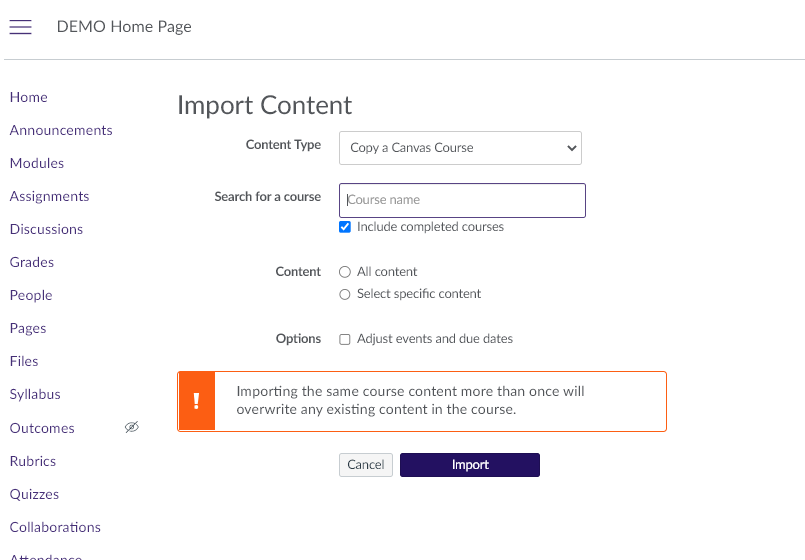 DEMO Home Page
Home
Announcements
Modules
Assignments
Discussions
Grades
People
Pages
Files
Syllabus
Outcomes
Rubrics
Quizzes
Collaborations
Attendance
Import Content
Content Type
Copy a Canvas Course
Search for a course
Course name
Include completed courses
Content
All content
Select specific content
Options
Adjust events and due dates
!
Importing the same course content more than once will
overwrite any existing content in the course.
Cancel
Import